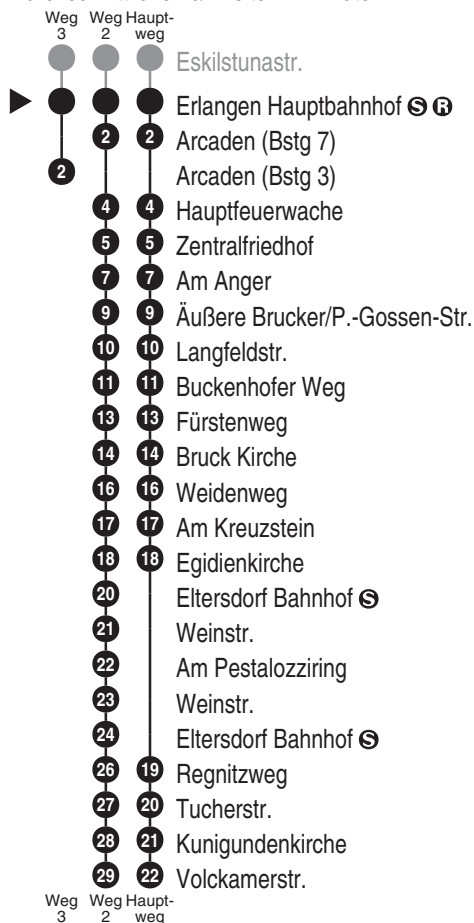 Weg Weg Haupt-
3 2 weg
Eskilstunastr.
Erlangen Hauptbahnhof S R
2 2 Arcaden (Bstg 7)
2 Arcaden (Bstg 3)
4 4 Hauptfeuerwache
5 5 Zentralfriedhof
7 7 Am Anger
9 9 Äußere Brucker/P.-Gossen-Str.
10 10 Langfeldstr.
11 11 Buckenhofer Weg
13 13 Fürstenweg
14 14 Bruck Kirche
16 16 Weidenweg
17 17 Am Kreuzstein
18 18 Egidienkirche
20 Eltersdorf Bahnhof S
21 Weinstr.
22 Am Pestalozziring
23 Weinstr.
24 Eltersdorf Bahnhof S
26 19 Regnitzweg
27 20 Tucherstr.
28 21 Kunigundenkirche
29 22 Volckamerstr.
Weg Weg Haupt-
3 2 weg